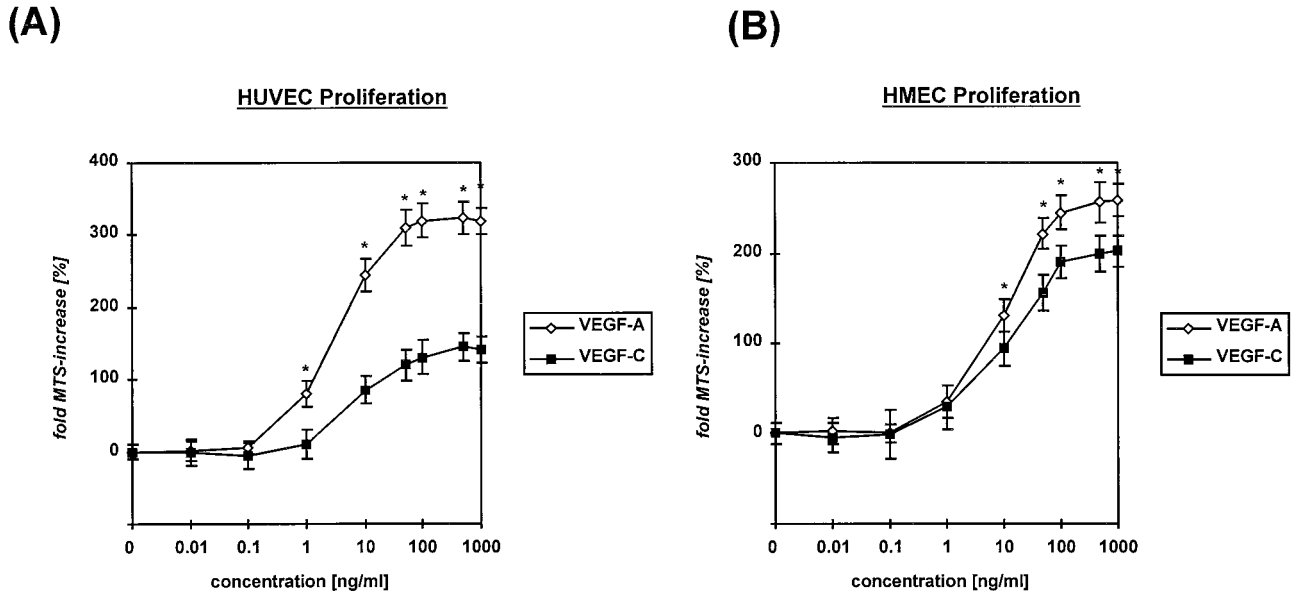 (A)
HUVEC Proliferation
400
300
200
100
0
fold MTS-increase [%]
* * * * * *
0 0.01 0.1 1 10 100 1000
concentration [ng/ml]
VEGF-A
VEGF-C
(B)
HMEC Proliferation
300
200
100
0
fold MTS-increase [%]
* * * * *
0 0.01 0.1 1 10 100 1000
concentration [ng/ml]
VEGF-A
VEGF-C